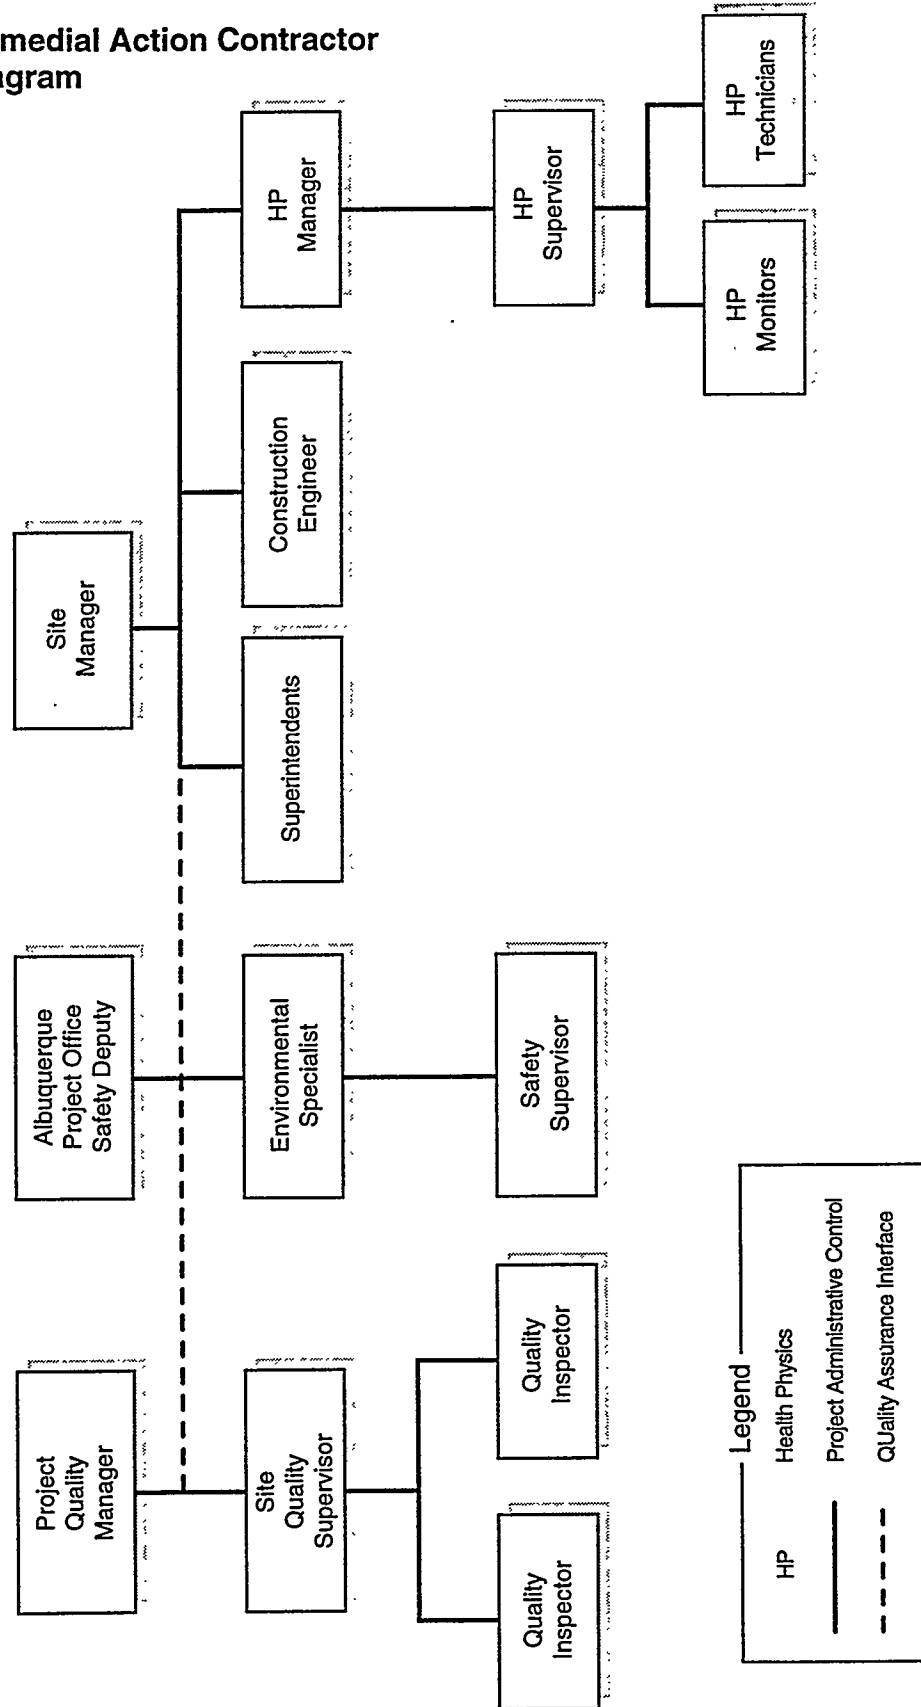 medial Action Contractor
agram
Project
Quality
Manager
Albuquerque
Project Office
Safety Deputy
Site
Manager
Site
Quality
Supervisor
Environmental
Specialist
Superintendents
Construction
Engineer
HP
Manager
Quality
Inspector
Quality
Inspector
Safety
Supervisor
HP
Supervisor
HP
Monitors
HP
Technicians
Legend
HP Health Physics
Project Administrative Control
QUality Assurance Interface